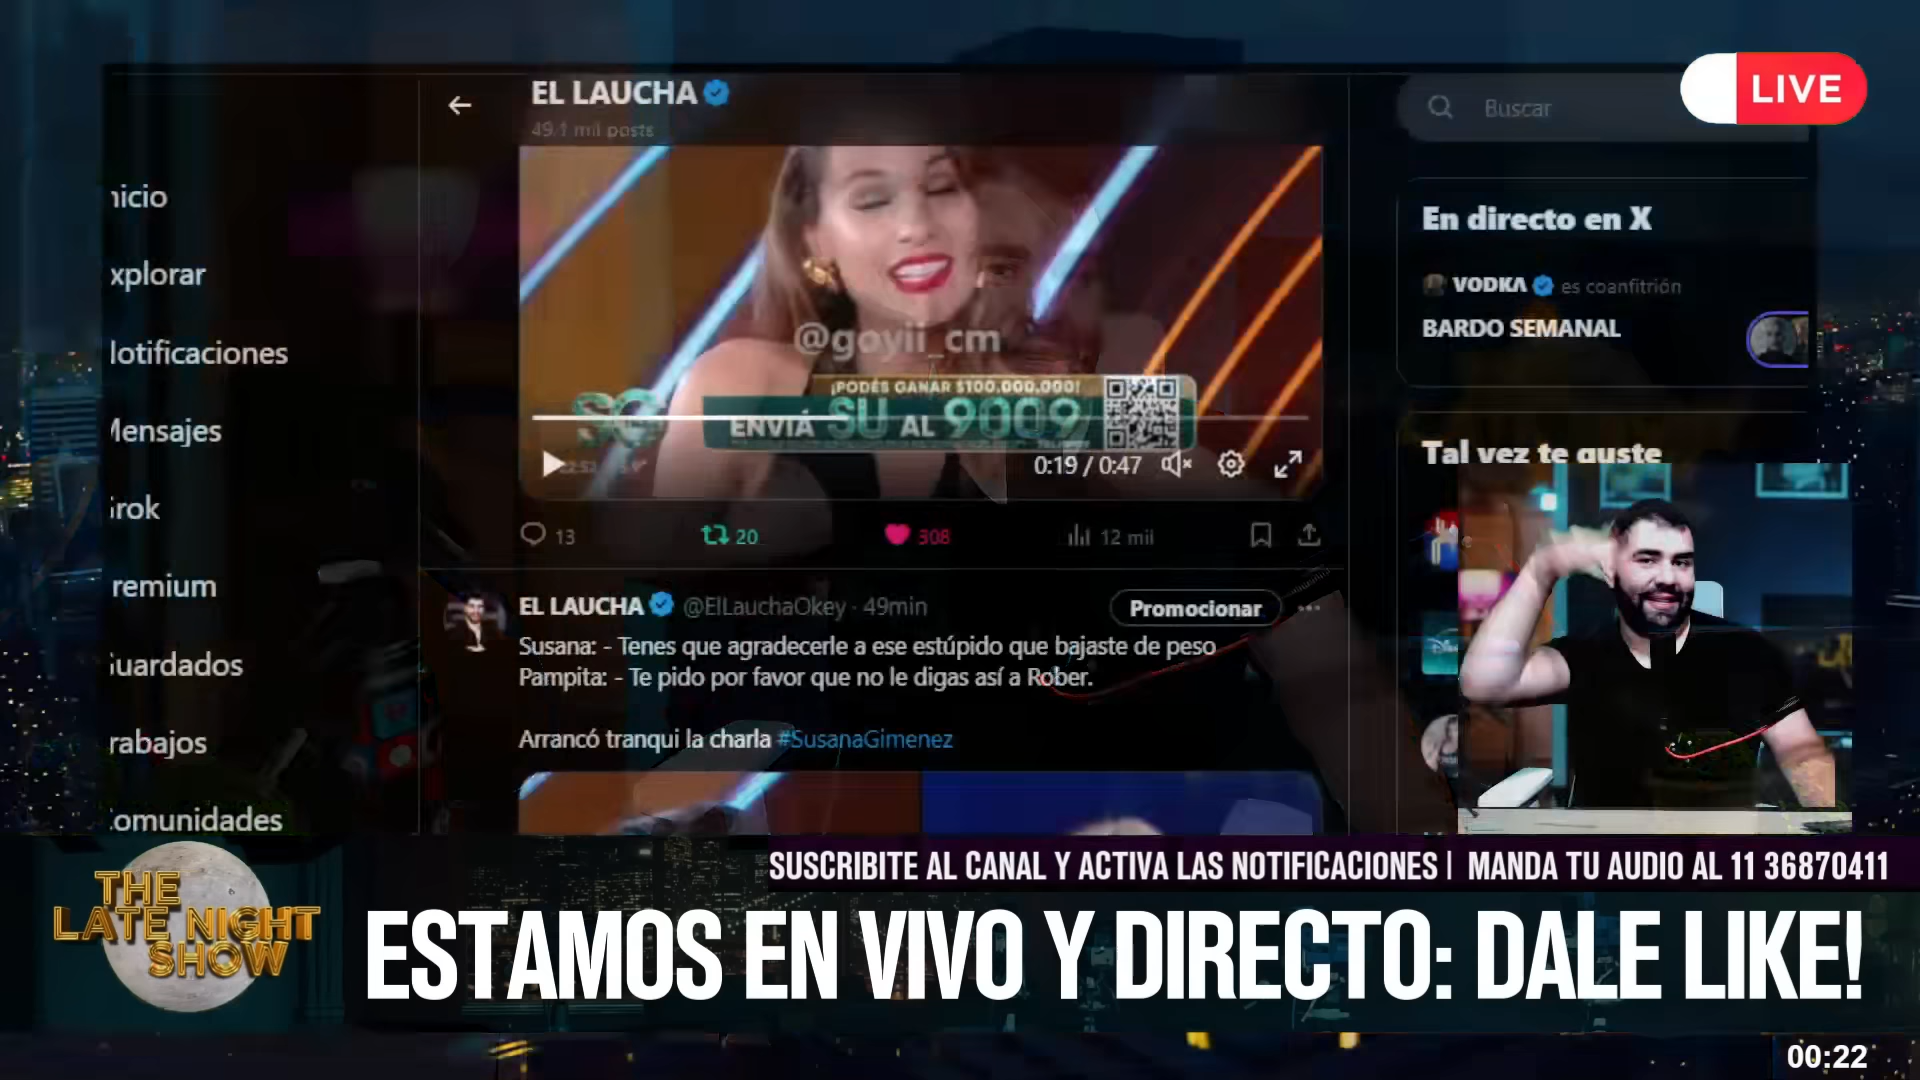 EL LAUCHA
49.1 mil posts
Buscar
LIVE
nicio
xplorar
lotificaciones
Mensajes
rok
remium
uardados
rabajos
omunidades
@goyii_cm
¡PODÉS GANAR $100.000.000!
SG
ENVIÁ SU AL 9009
0:19 / 0:47
13
20
308
12 mil
EL LAUCHA @ElLauchaOkey · 49min
Promocionar
Susana: - Tenes que agradecerle a ese estúpido que bajaste de peso
Pampita: - Te pido por favor que no le digas así a Rober.
Arrancó tranqui la charla #SusanaGimenez
En directo en X
VODKA es coanfitrión
BARDO SEMANAL
Tal vez te guste
SUSCRIBITE AL CANAL Y ACTIVA LAS NOTIFICACIONES | MANDA TU AUDIO AL 11 36870411
THE
LATE NIGHT
SHOW
ESTAMOS EN VIVO Y DIRECTO: DALE LIKE!
00:22